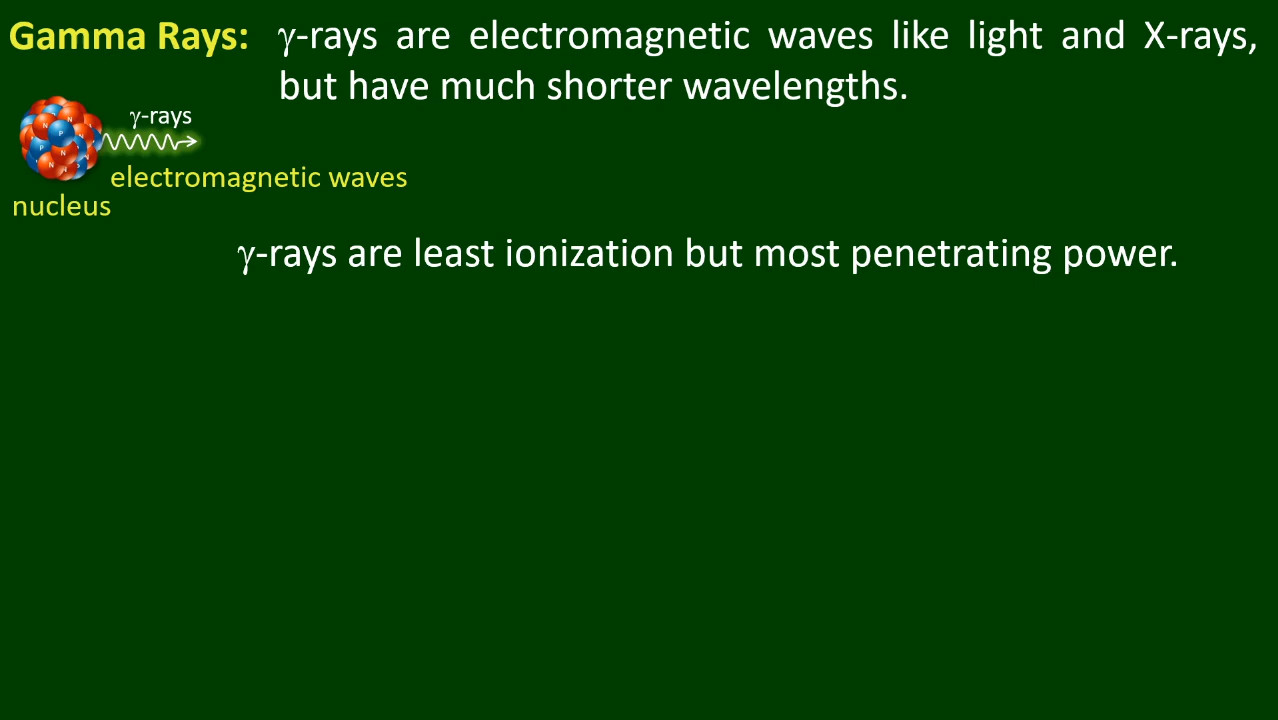 Gamma Rays: γ-rays are electromagnetic waves like light and X-rays,
but have much shorter wavelengths.
γ-rays
electromagnetic waves
nucleus
γ-rays are least ionization but most penetrating power.